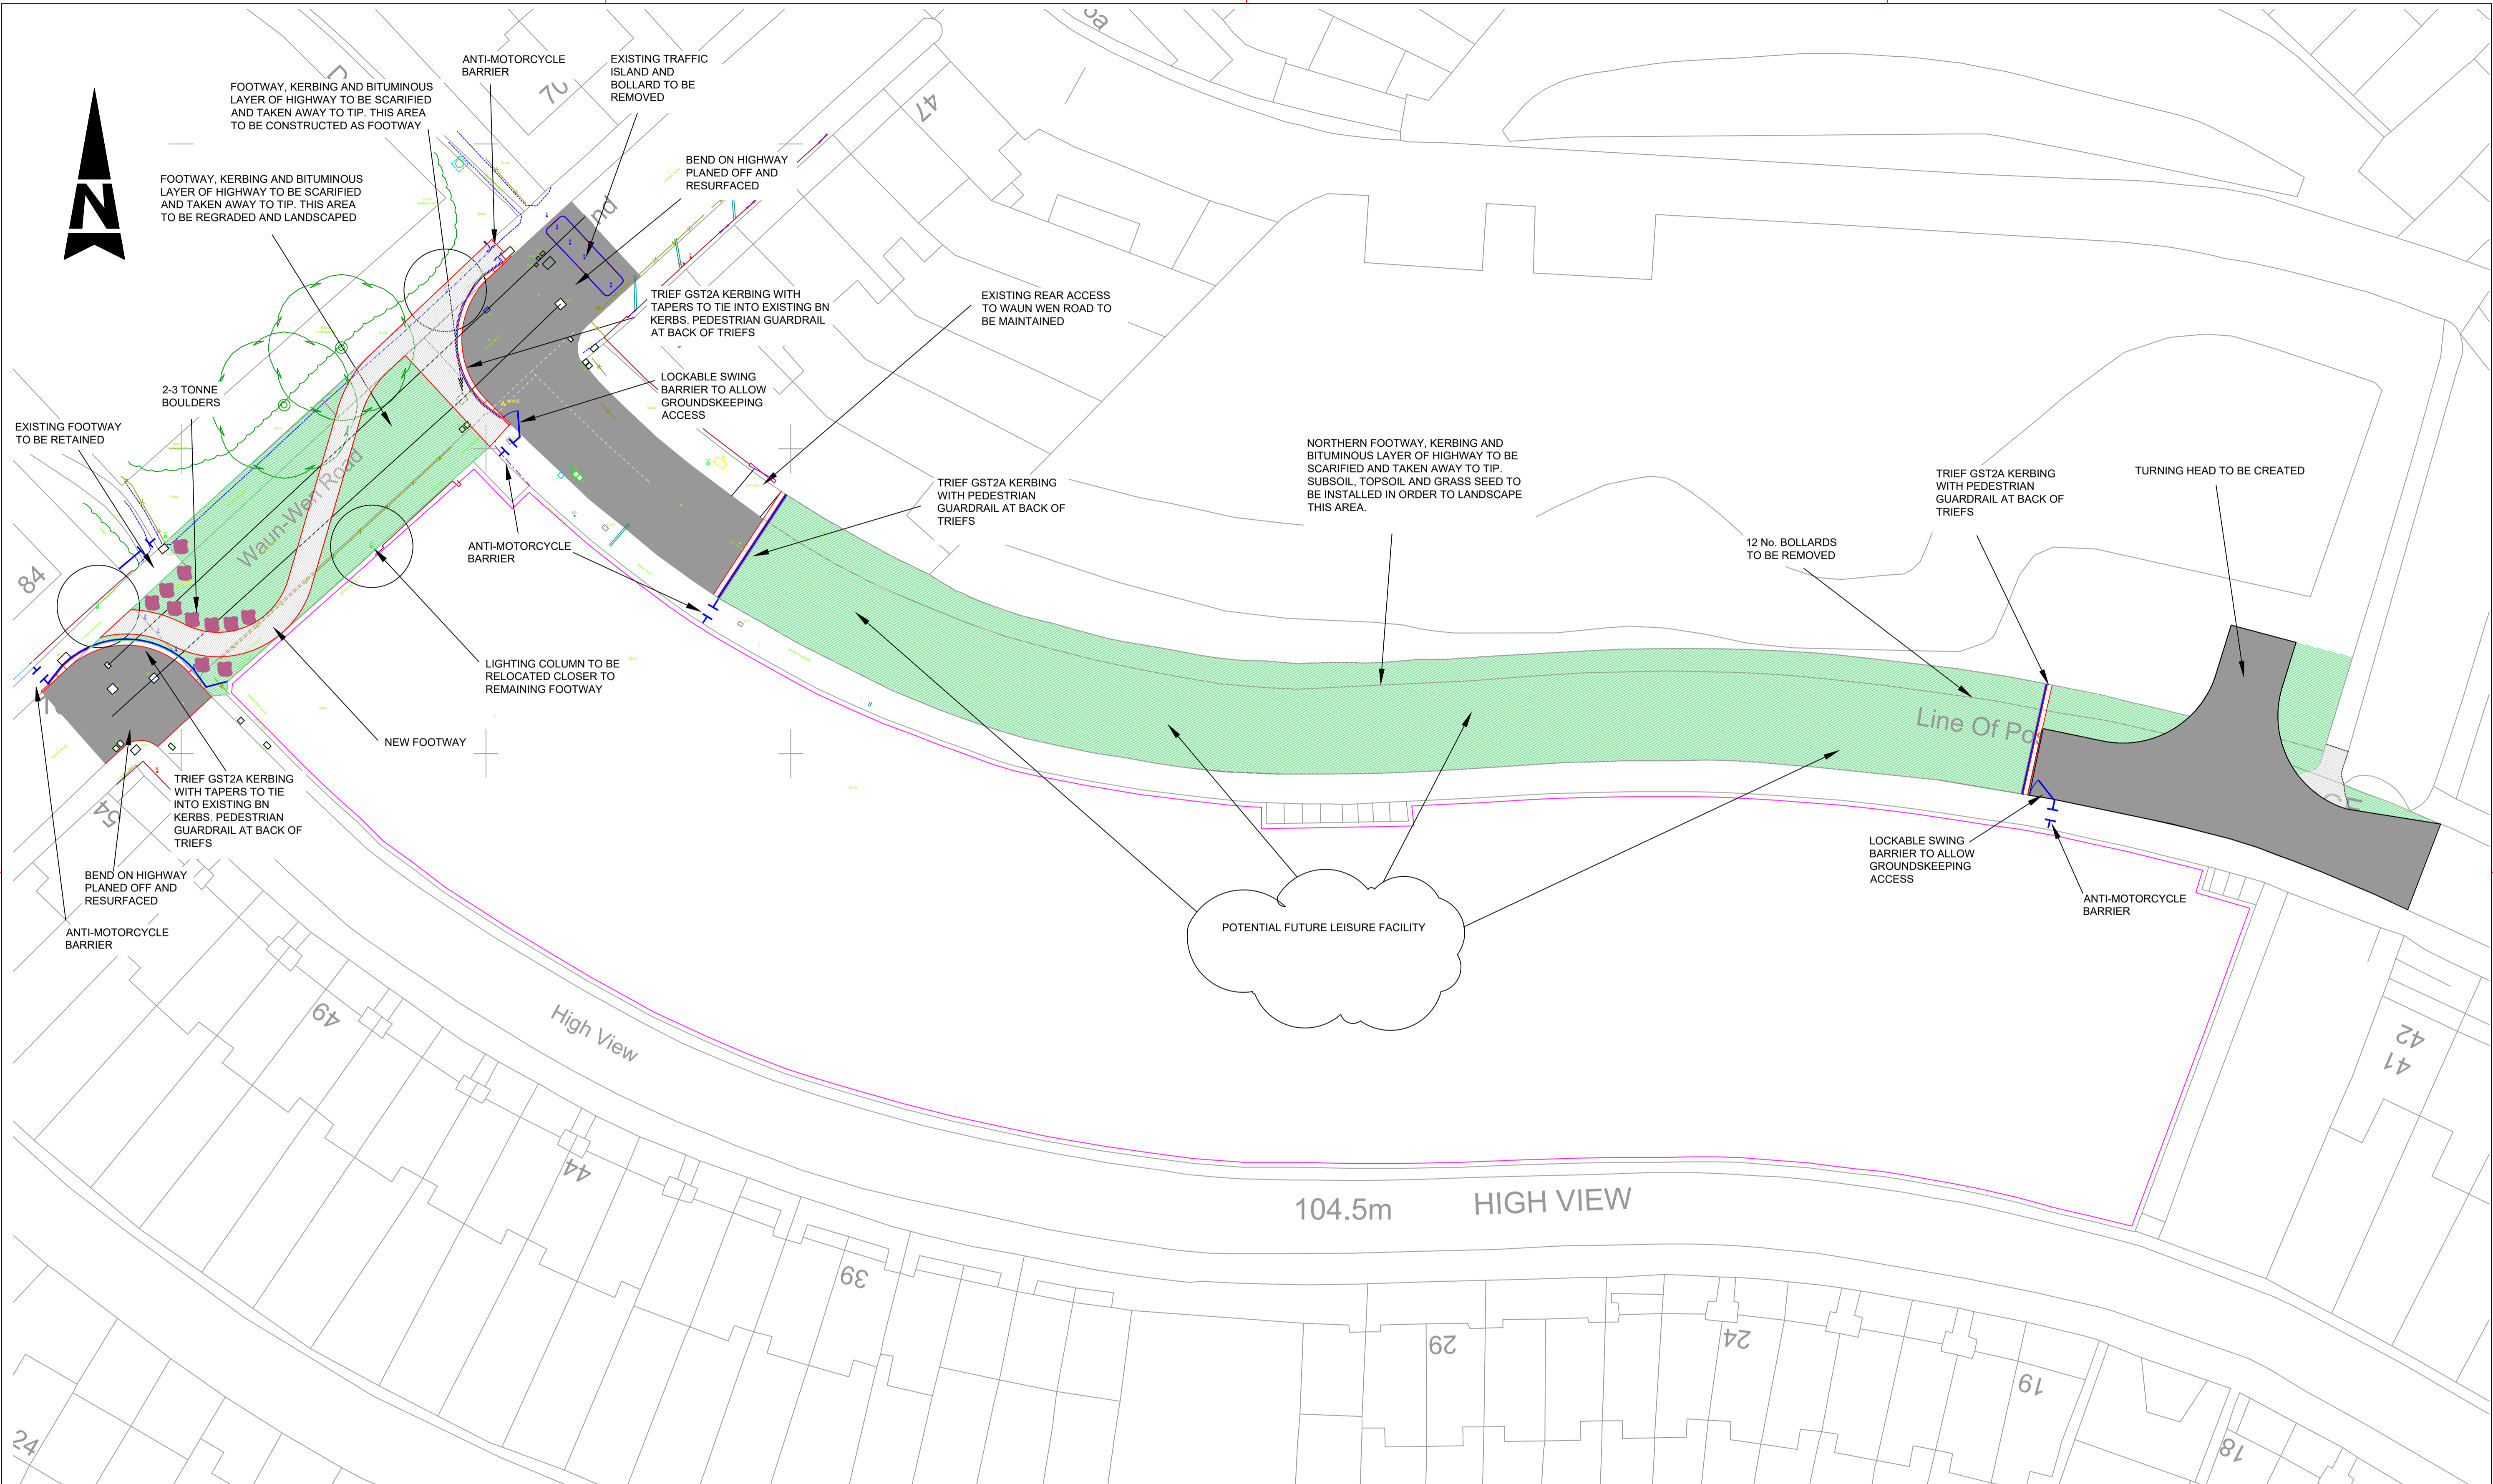 ANTI-MOTORCYCLE
BARRIER
EXISTING TRAFFIC
ISLAND AND
BOLLARD TO BE
REMOVED
FOOTWAY, KERBING AND BITUMINOUS
LAYER OF HIGHWAY TO BE SCARIFIED
AND TAKEN AWAY TO TIP. THIS AREA
TO BE CONSTRUCTED AS FOOTWAY
70
47
N
FOOTWAY, KERBING AND BITUMINOUS
LAYER OF HIGHWAY TO BE SCARIFIED
AND TAKEN AWAY TO TIP. THIS AREA
TO BE REGRADED AND LANDSCAPED
BEND ON HIGHWAY
PLANED OFF AND
RESURFACED
TRIEF GST2A KERBING WITH
TAPERS TO TIE INTO EXISTING BN
KERBS. PEDESTRIAN GUARDRAIL
AT BACK OF TRIEFS
EXISTING REAR ACCESS
TO WAUN WEN ROAD TO
BE MAINTAINED
LOCKABLE SWING
BARRIER TO ALLOW
GROUNDSKEEPING
ACCESS
2-3 TONNE
BOULDERS
EXISTING FOOTWAY
TO BE RETAINED
Waun-Wen Road
84
ANTI-MOTORCYCLE
BARRIER
TRIEF GST2A KERBING
WITH PEDESTRIAN
GUARDRAIL AT BACK OF
TRIEFS
NORTHERN FOOTWAY, KERBING AND
BITUMINOUS LAYER OF HIGHWAY TO BE
SCARIFIED AND TAKEN AWAY TO TIP.
SUBSOIL, TOPSOIL AND GRASS SEED TO
BE INSTALLED IN ORDER TO LANDSCAPE
THIS AREA.
12 No. BOLLARDS
TO BE REMOVED
TRIEF GST2A KERBING
WITH PEDESTRIAN
GUARDRAIL AT BACK OF
TRIEFS
TURNING HEAD TO BE CREATED
Line Of Pos
LIGHTING COLUMN TO BE
RELOCATED CLOSER TO
REMAINING FOOTWAY
NEW FOOTWAY
TRIEF GST2A KERBING
WITH TAPERS TO TIE
INTO EXISTING BN
KERBS. PEDESTRIAN
GUARDRAIL AT BACK OF
TRIEFS
54
BEND ON HIGHWAY
PLANED OFF AND
RESURFACED
ANTI-MOTORCYCLE
BARRIER
POTENTIAL FUTURE LEISURE FACILITY
LOCKABLE SWING
BARRIER TO ALLOW
GROUNDSKEEPING
ACCESS
ANTI-MOTORCYCLE
BARRIER
49
High View
42
41
44
104.5m
HIGH VIEW
39
29
24
19
18
24